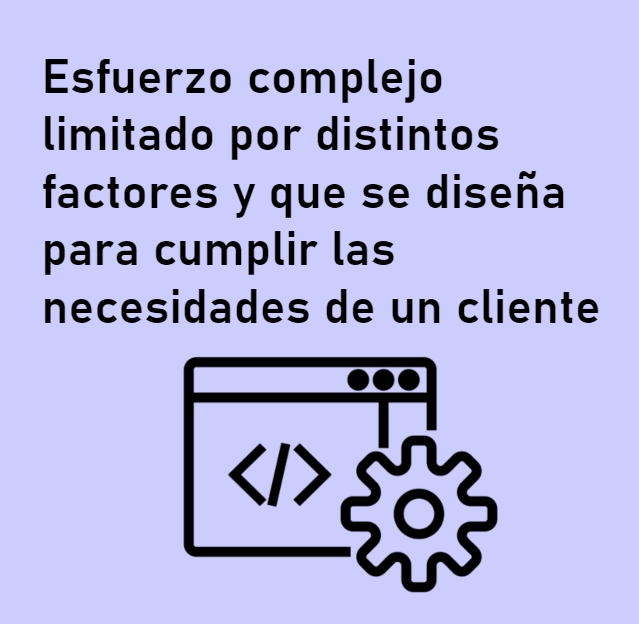 Esfuerzo complejo
limitado por distintos
factores y que se diseña
para cumplir las
necesidades de un cliente
</>